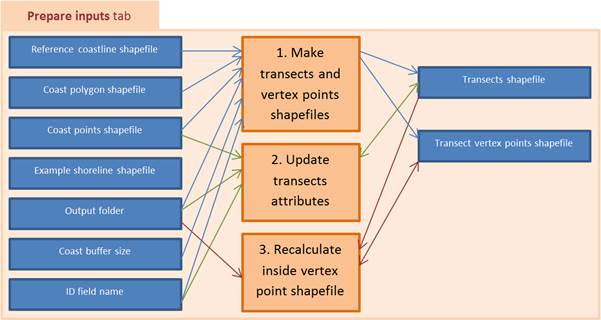 Prepare inputs tab
Reference coastline shapefile
Coast polygon shapefile
Coast points shapefile
Example shoreline shapefile
Output folder
Coast buffer size
ID field name
1. Make
transects and
vertex points
shapefiles
2. Update
transects
attributes
3. Recalculate
inside vertex
point shapefile
Transects shapefile
Transect vertex points shapefile